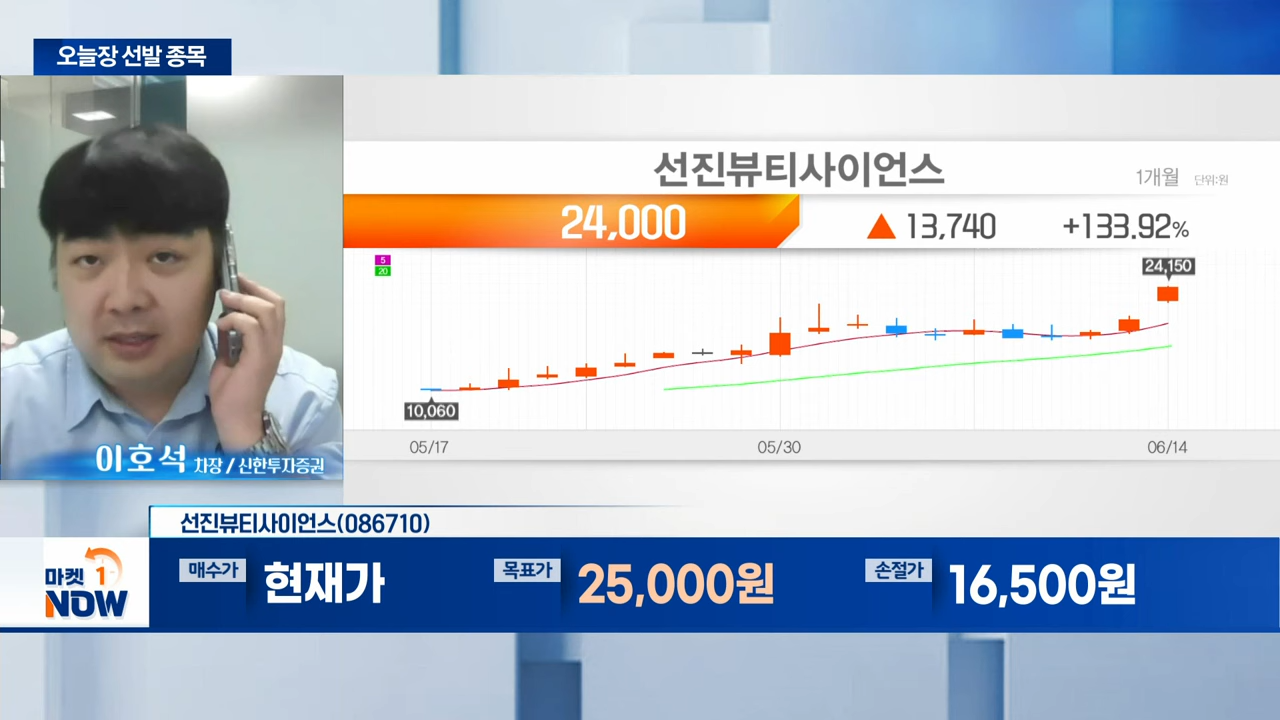 오늘장 선발 종목
선진뷰티사이언스
1개월 단위:원
24,000 ▲ 13,740 +133.92%
5
20
24,150
10,060
05/17 05/30 06/14
이호석 차장 / 신한투자증권
선진뷰티사이언스(086710)
마켓 1
NOW
매수가 현재가 목표가 25,000원 손절가 16,500원